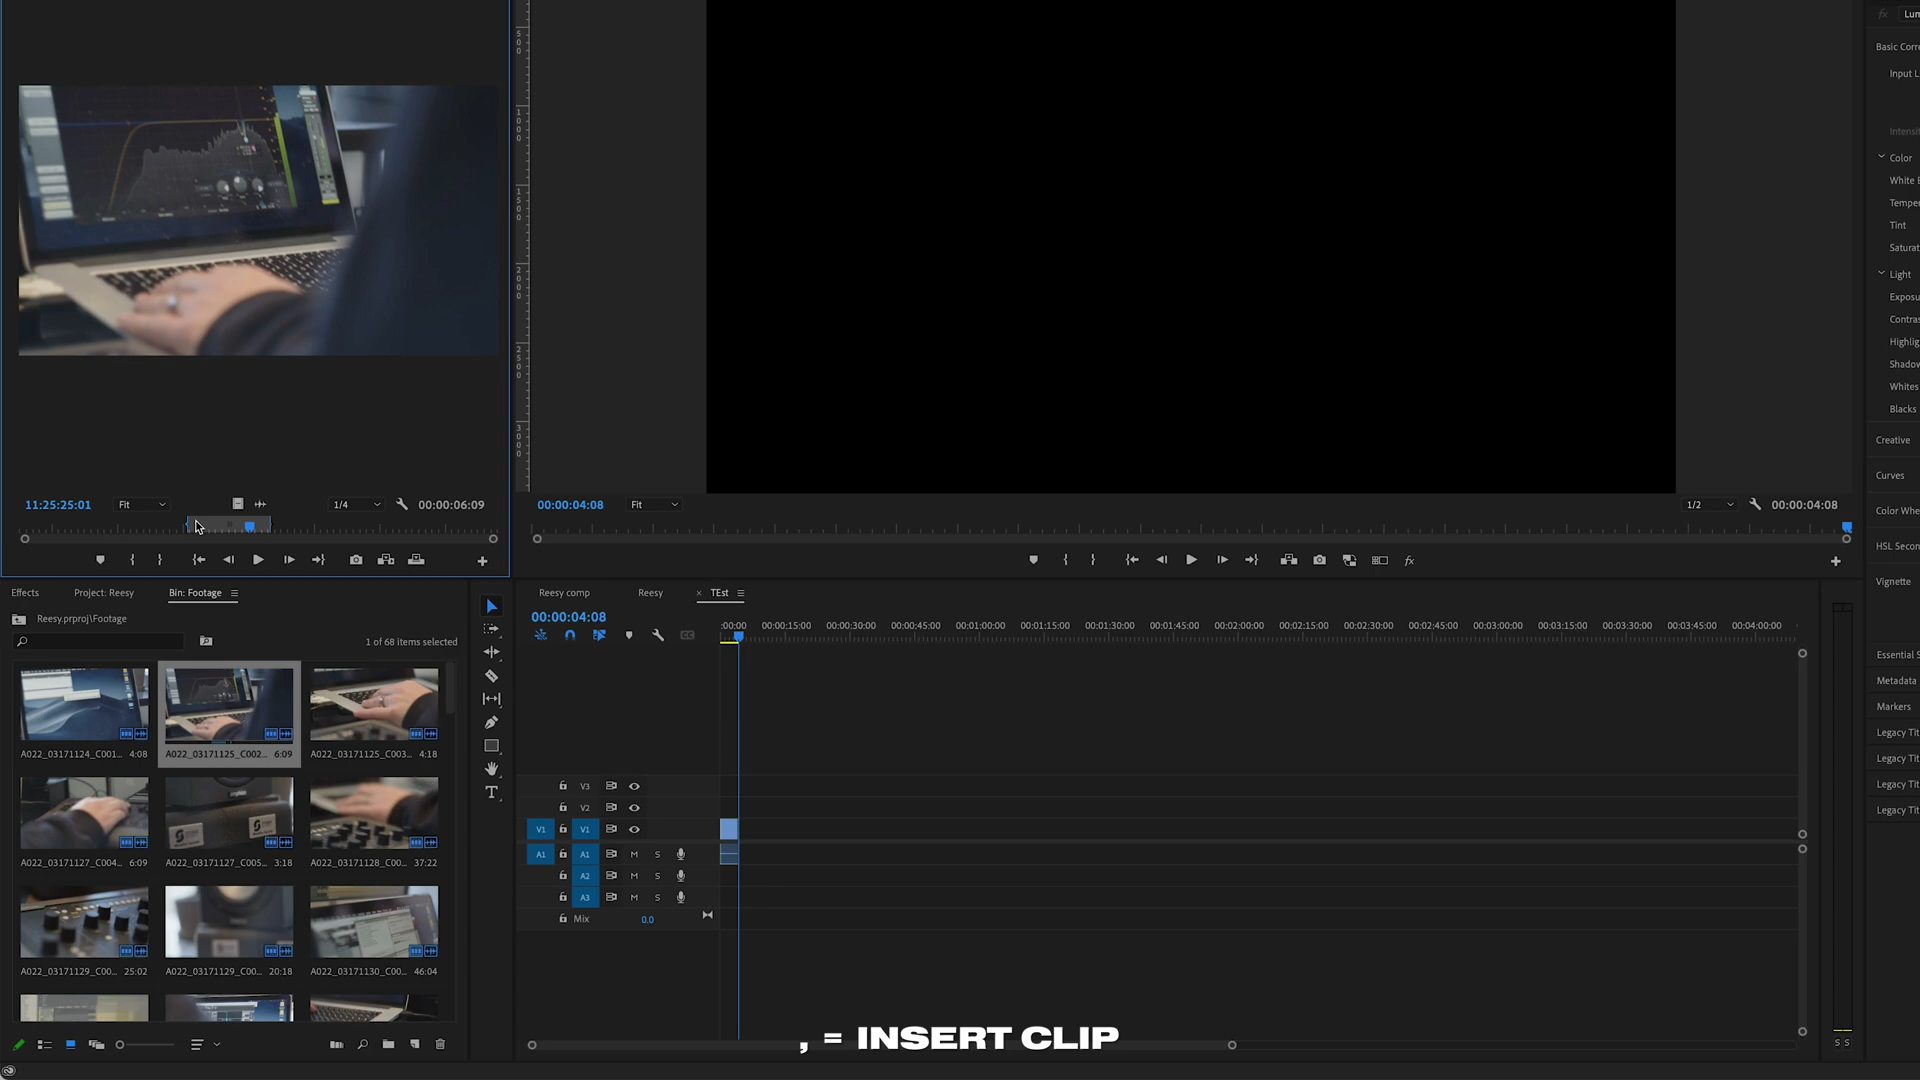 Lum
Basic Corre
Input L
Intensit
Color
White B
Temper
Tint
Saturat
Light
Exposu
Contras
Highlig
Shadow
Whites
Blacks
Creative
Curves
Color Whe
HSL Secon
Vignette
Essential S
Metadata
Markers
Legacy Tit
Legacy Tit
Legacy Tit
Legacy Tit
11:25:25:01 Fit 1/4 00:00:06:09
00:00:04:08 Fit 1/2 00:00:04:08
fx
Effects Project: Reesy Bin: Footage
Reesy.prproj\Footage
1 of 68 items selected
A022_03171124_C001... 4:08 A022_03171125_C002... 6:09 A022_03171125_C003... 4:18
A022_03171127_C004... 6:09 A022_03171127_C005... 3:18 A022_03171128_C00... 37:22
A022_03171129_C00... 25:02 A022_03171129_C00... 20:18 A022_03171130_C00... 46:04
Reesy comp Reesy × TEst
00:00:04:08
:00:00 00:00:15:00 00:00:30:00 00:00:45:00 00:01:00:00 00:01:15:00 00:01:30:00 00:01:45:00 00:02:00:00 00:02:15:00 00:02:30:00 00:02:45:00 00:03:00:00 00:03:15:00 00:03:30:00 00:03:45:00 00:04:00:00
V3
V2
V1 V1
A1 A1 M S
A2 M S
A3 M S
Mix 0.0
S S
, = INSERT CLIP